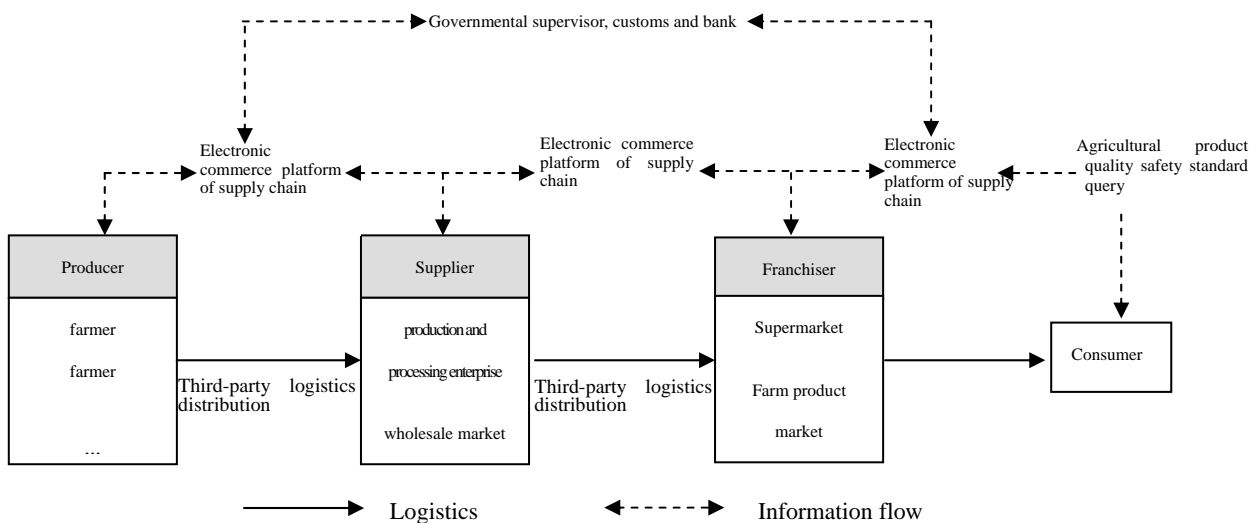 Governmental supervisor, customs and bank
Electronic
commerce platform
of supply chain
Electronic commerce
platform of supply
chain
Electronic
commerce
platform of supply
chain
Agricultural product
quality safety standard
query
Producer
farmer
farmer
...
Third-party logistics
distribution
Supplier
production and
processing enterprise
wholesale market
Third-party logistics
distribution
Franchiser
Supermarket
Farm product
market
Consumer
Logistics
Information flow